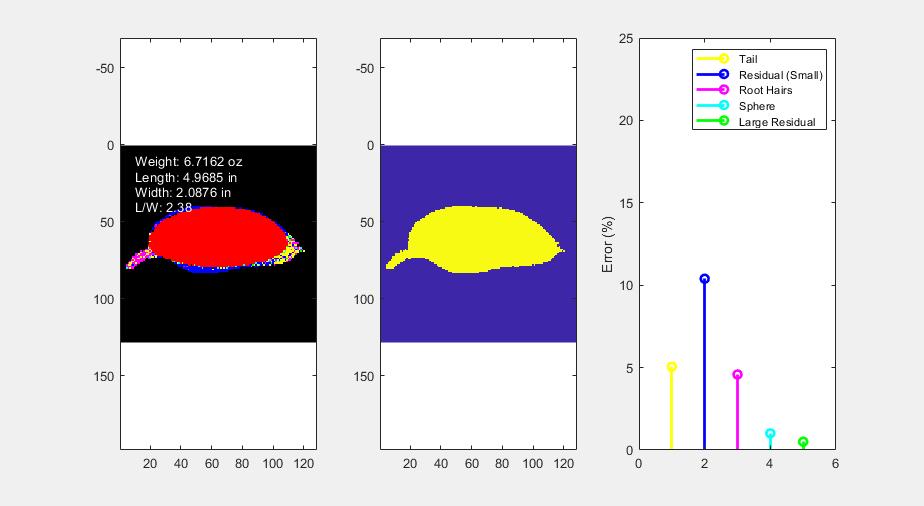 -50
0
50
100
150
20 40 60 80 100 120
Weight: 6.7162 oz
Length: 4.9685 in
Width: 2.0876 in
L/W: 2.38
-50
0
50
100
150
20 40 60 80 100 120
Error (%)
25
20
15
10
5
0
0 2 4 6
Tail
Residual (Small)
Root Hairs
Sphere
Large Residual